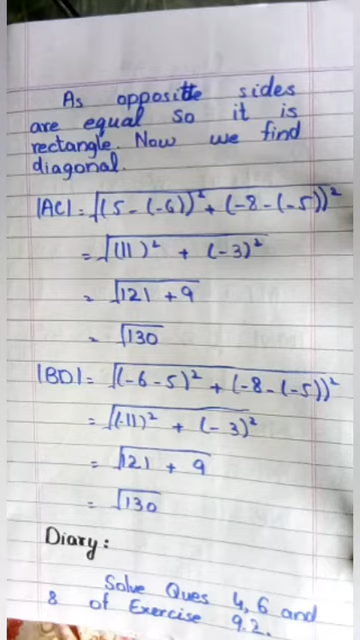 As opposite sides
are equal so it is
rectangle. Now we find
diagonal.
|AC| = √(5 - (-6))² + (-8 - (-5))²
= √(11)² + (-3)²
= √121 + 9
= √130
|BD| = √(-6 - 5)² + (-8 - (-5))²
= √(-11)² + (-3)²
= √121 + 9
= √130
Diary:
Solve Ques 4, 6 and
8 of Exercise 9.2.